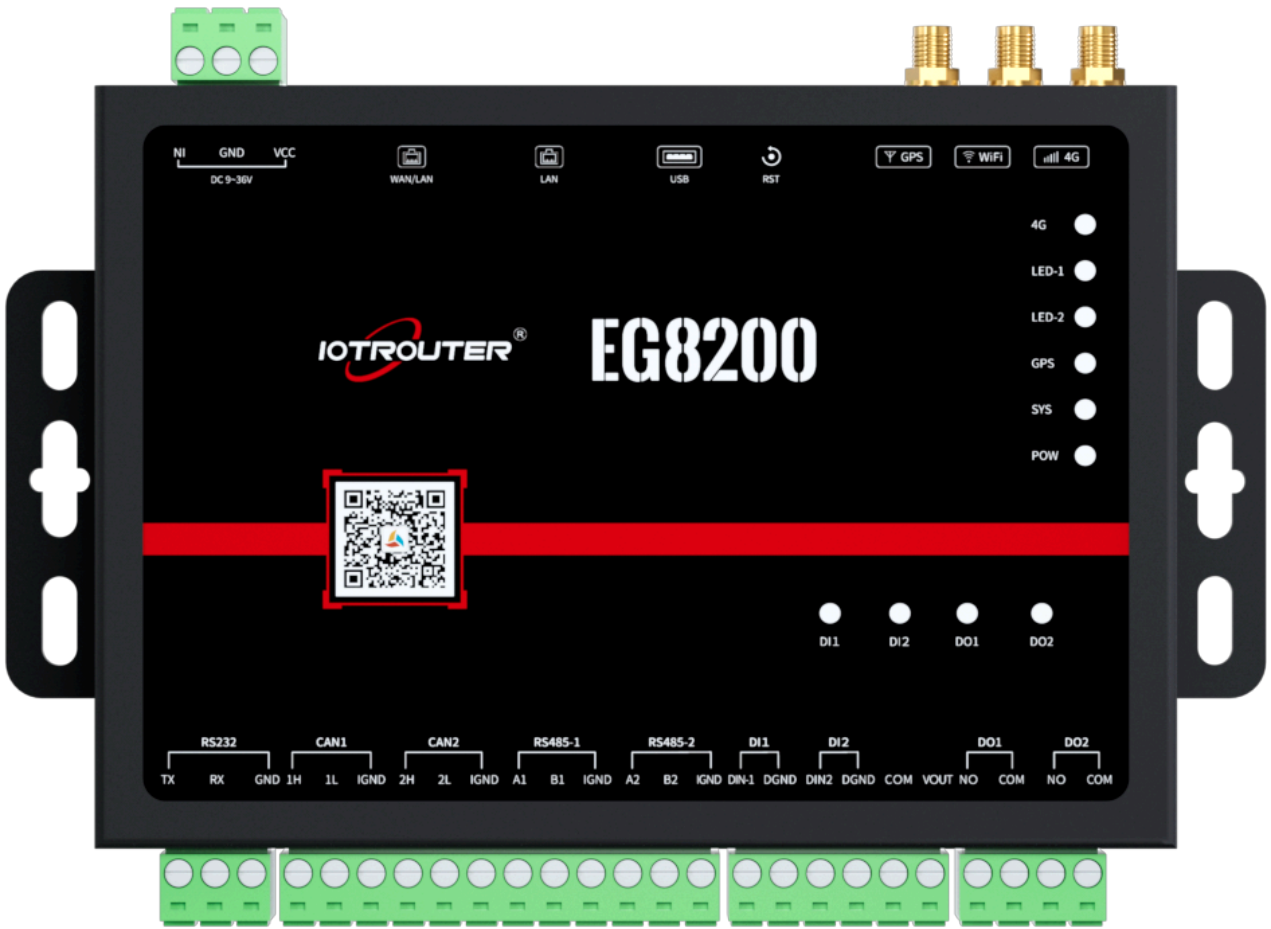 NI GND VCC
DC 9~36V
WAN/LAN
LAN
USB
RST
GPS
WiFi
4G
4G
LED-1
LED-2
GPS
SYS
POW
IOTROUTER®
EG8200
DI1 DI2 DO1 DO2
RS232 CAN1 CAN2 RS485-1 RS485-2 DI1 DI2 DO1 DO2
TX RX GND 1H 1L IGND 2H 2L IGND A1 B1 IGND A2 B2 IGND DIN-1 DGND DIN2 DGND COM VOUT NO COM NO COM